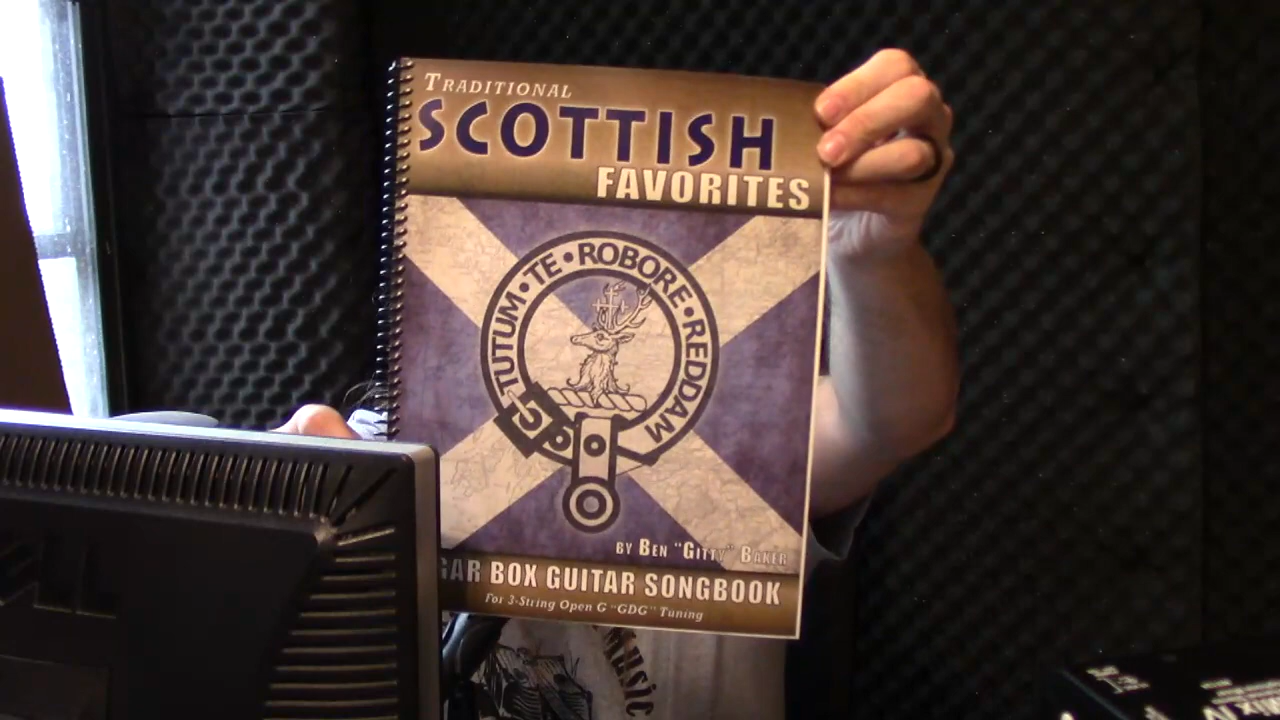 TRADITIONAL
SCOTTISH
FAVORITES
TUTUM • TE • ROBORE • REDDAM
BY BEN "GITTY" BAKER
GAR BOX GUITAR SONGBOOK
For 3-String Open G "GDG" Tuning
MUSIC